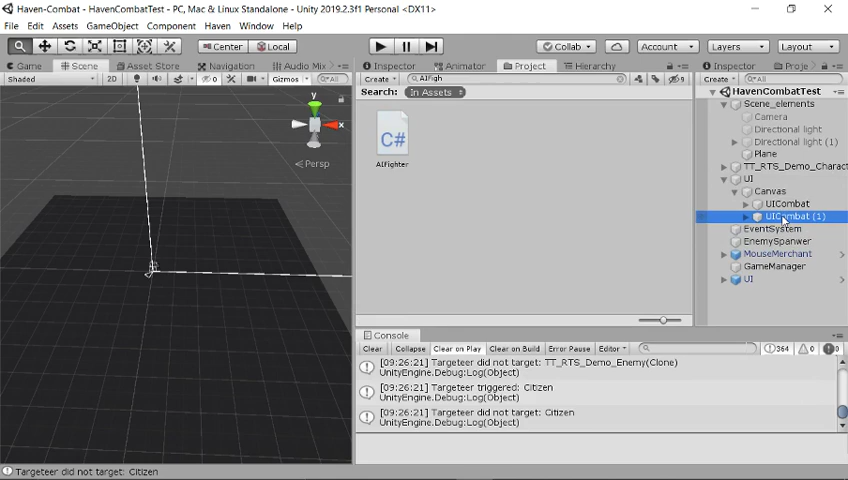 Haven-Combat - HavenCombatTest - PC, Mac & Linux Standalone - Unity 2019.2.3f1 Personal <DX11>
File Edit Assets GameObject Component Haven Window Help
Center Local Collab Account Layers Layout
Game Scene Asset Store Audio Mix Inspector Animator Project Hierarchy Inspector Proje
Shaded 2D 0 Gizmos All Create AIFigh 9 Create All
Search: In Assets
HavenCombatTest
Scene_elements
Camera
Directional light
Directional light (1)
Plane
TT_RTS_Demo_Charact
UI
Canvas
UICombat
UICombat (1)
EventSystem
EnemySpanwer
MouseMerchant
GameManager
UI
y
x
Persp
C#
AIFighter
Console
Clear Collapse Clear on Play Clear on Build Error Pause Editor 364 0 0
[09:26:21] Targeteer did not target: TT_RTS_Demo_Enemy(Clone)
UnityEngine.Debug:Log(Object)
[09:26:21] Targeteer triggered: Citizen
UnityEngine.Debug:Log(Object)
[09:26:21] Targeteer did not target: Citizen
UnityEngine.Debug:Log(Object)
Targeteer did not target: Citizen